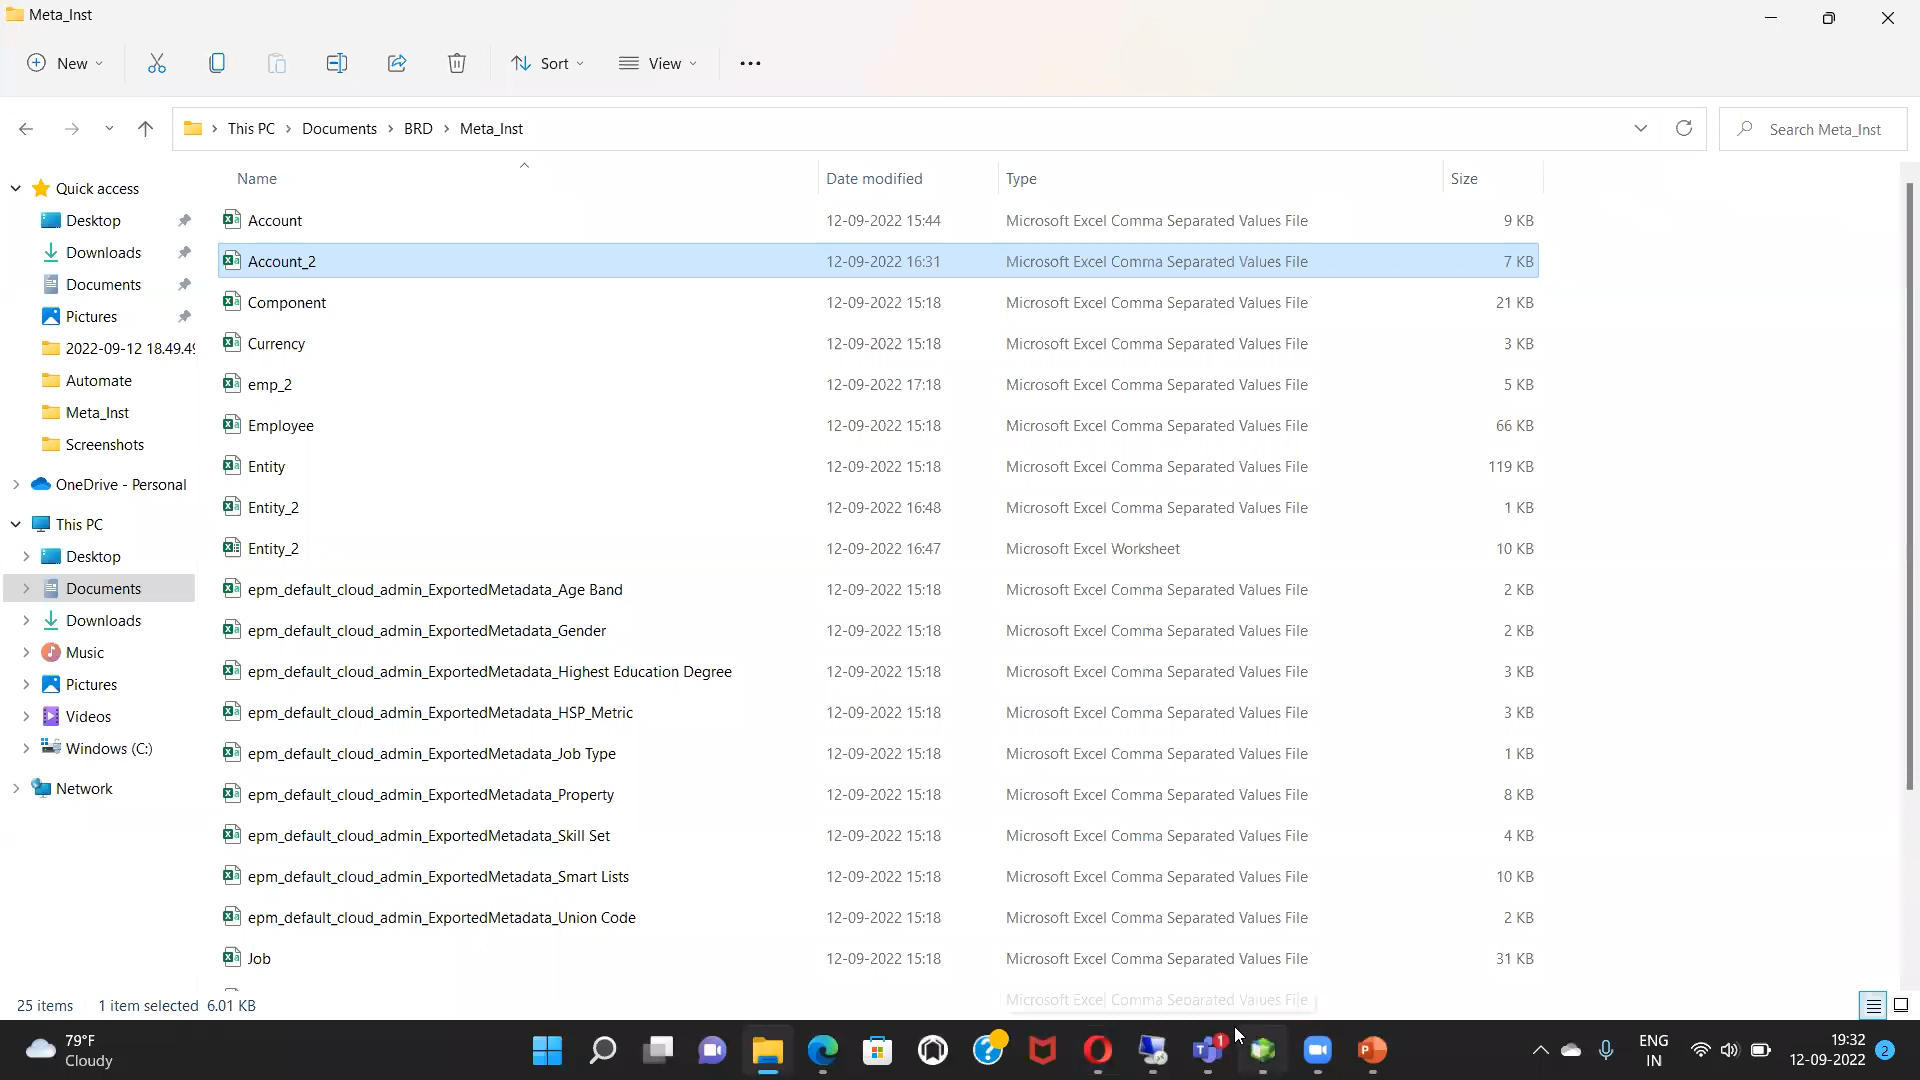 Meta_Inst
New
Sort
View
This PC
Documents
BRD
Meta_Inst
Search Meta_Inst
Name
Date modified
Type
Size
Quick access
Desktop
Downloads
Documents
Pictures
2022-09-12 18.49.49
Automate
Meta_Inst
Screenshots
OneDrive - Personal
This PC
Desktop
Documents
Downloads
Music
Pictures
Videos
Windows (C:)
Network
Account 12-09-2022 15:44 Microsoft Excel Comma Separated Values File 9 KB
Account_2 12-09-2022 16:31 Microsoft Excel Comma Separated Values File 7 KB
Component 12-09-2022 15:18 Microsoft Excel Comma Separated Values File 21 KB
Currency 12-09-2022 15:18 Microsoft Excel Comma Separated Values File 3 KB
emp_2 12-09-2022 17:18 Microsoft Excel Comma Separated Values File 5 KB
Employee 12-09-2022 15:18 Microsoft Excel Comma Separated Values File 66 KB
Entity 12-09-2022 15:18 Microsoft Excel Comma Separated Values File 119 KB
Entity_2 12-09-2022 16:48 Microsoft Excel Comma Separated Values File 1 KB
Entity_2 12-09-2022 16:47 Microsoft Excel Worksheet 10 KB
epm_default_cloud_admin_ExportedMetadata_Age Band 12-09-2022 15:18 Microsoft Excel Comma Separated Values File 2 KB
epm_default_cloud_admin_ExportedMetadata_Gender 12-09-2022 15:18 Microsoft Excel Comma Separated Values File 2 KB
epm_default_cloud_admin_ExportedMetadata_Highest Education Degree 12-09-2022 15:18 Microsoft Excel Comma Separated Values File 3 KB
epm_default_cloud_admin_ExportedMetadata_HSP_Metric 12-09-2022 15:18 Microsoft Excel Comma Separated Values File 3 KB
epm_default_cloud_admin_ExportedMetadata_Job Type 12-09-2022 15:18 Microsoft Excel Comma Separated Values File 1 KB
epm_default_cloud_admin_ExportedMetadata_Property 12-09-2022 15:18 Microsoft Excel Comma Separated Values File 8 KB
epm_default_cloud_admin_ExportedMetadata_Skill Set 12-09-2022 15:18 Microsoft Excel Comma Separated Values File 4 KB
epm_default_cloud_admin_ExportedMetadata_Smart Lists 12-09-2022 15:18 Microsoft Excel Comma Separated Values File 10 KB
epm_default_cloud_admin_ExportedMetadata_Union Code 12-09-2022 15:18 Microsoft Excel Comma Separated Values File 2 KB
Job 12-09-2022 15:18 Microsoft Excel Comma Separated Values File 31 KB
Microsoft Excel Comma Separated Values File
25 items 1 item selected 6.01 KB
79°F
Cloudy
1
ENG
IN
19:32
12-09-2022
2